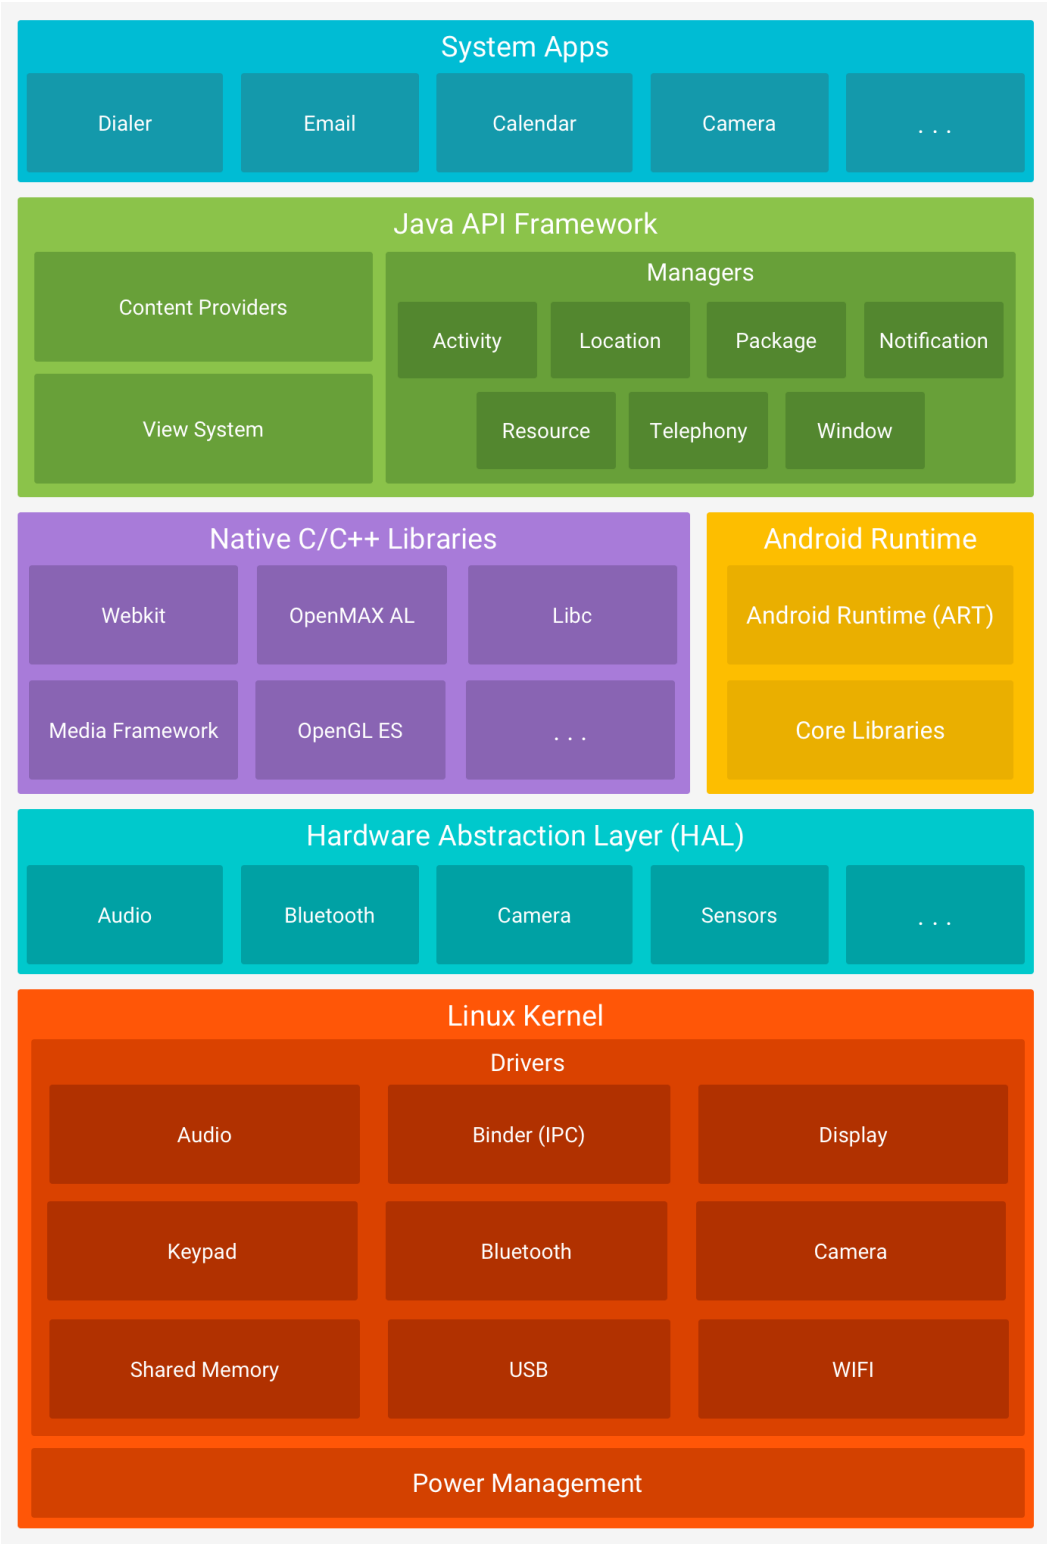 System Apps
Dialer
Email
Calendar
Camera
. . .
Java API Framework
Content Providers
View System
Managers
Activity
Location
Package
Notification
Resource
Telephony
Window
Native C/C++ Libraries
Webkit
OpenMAX AL
Libc
Media Framework
OpenGL ES
. . .
Android Runtime
Android Runtime (ART)
Core Libraries
Hardware Abstraction Layer (HAL)
Audio
Bluetooth
Camera
Sensors
. . .
Linux Kernel
Drivers
Audio
Binder (IPC)
Display
Keypad
Bluetooth
Camera
Shared Memory
USB
WIFI
Power Management